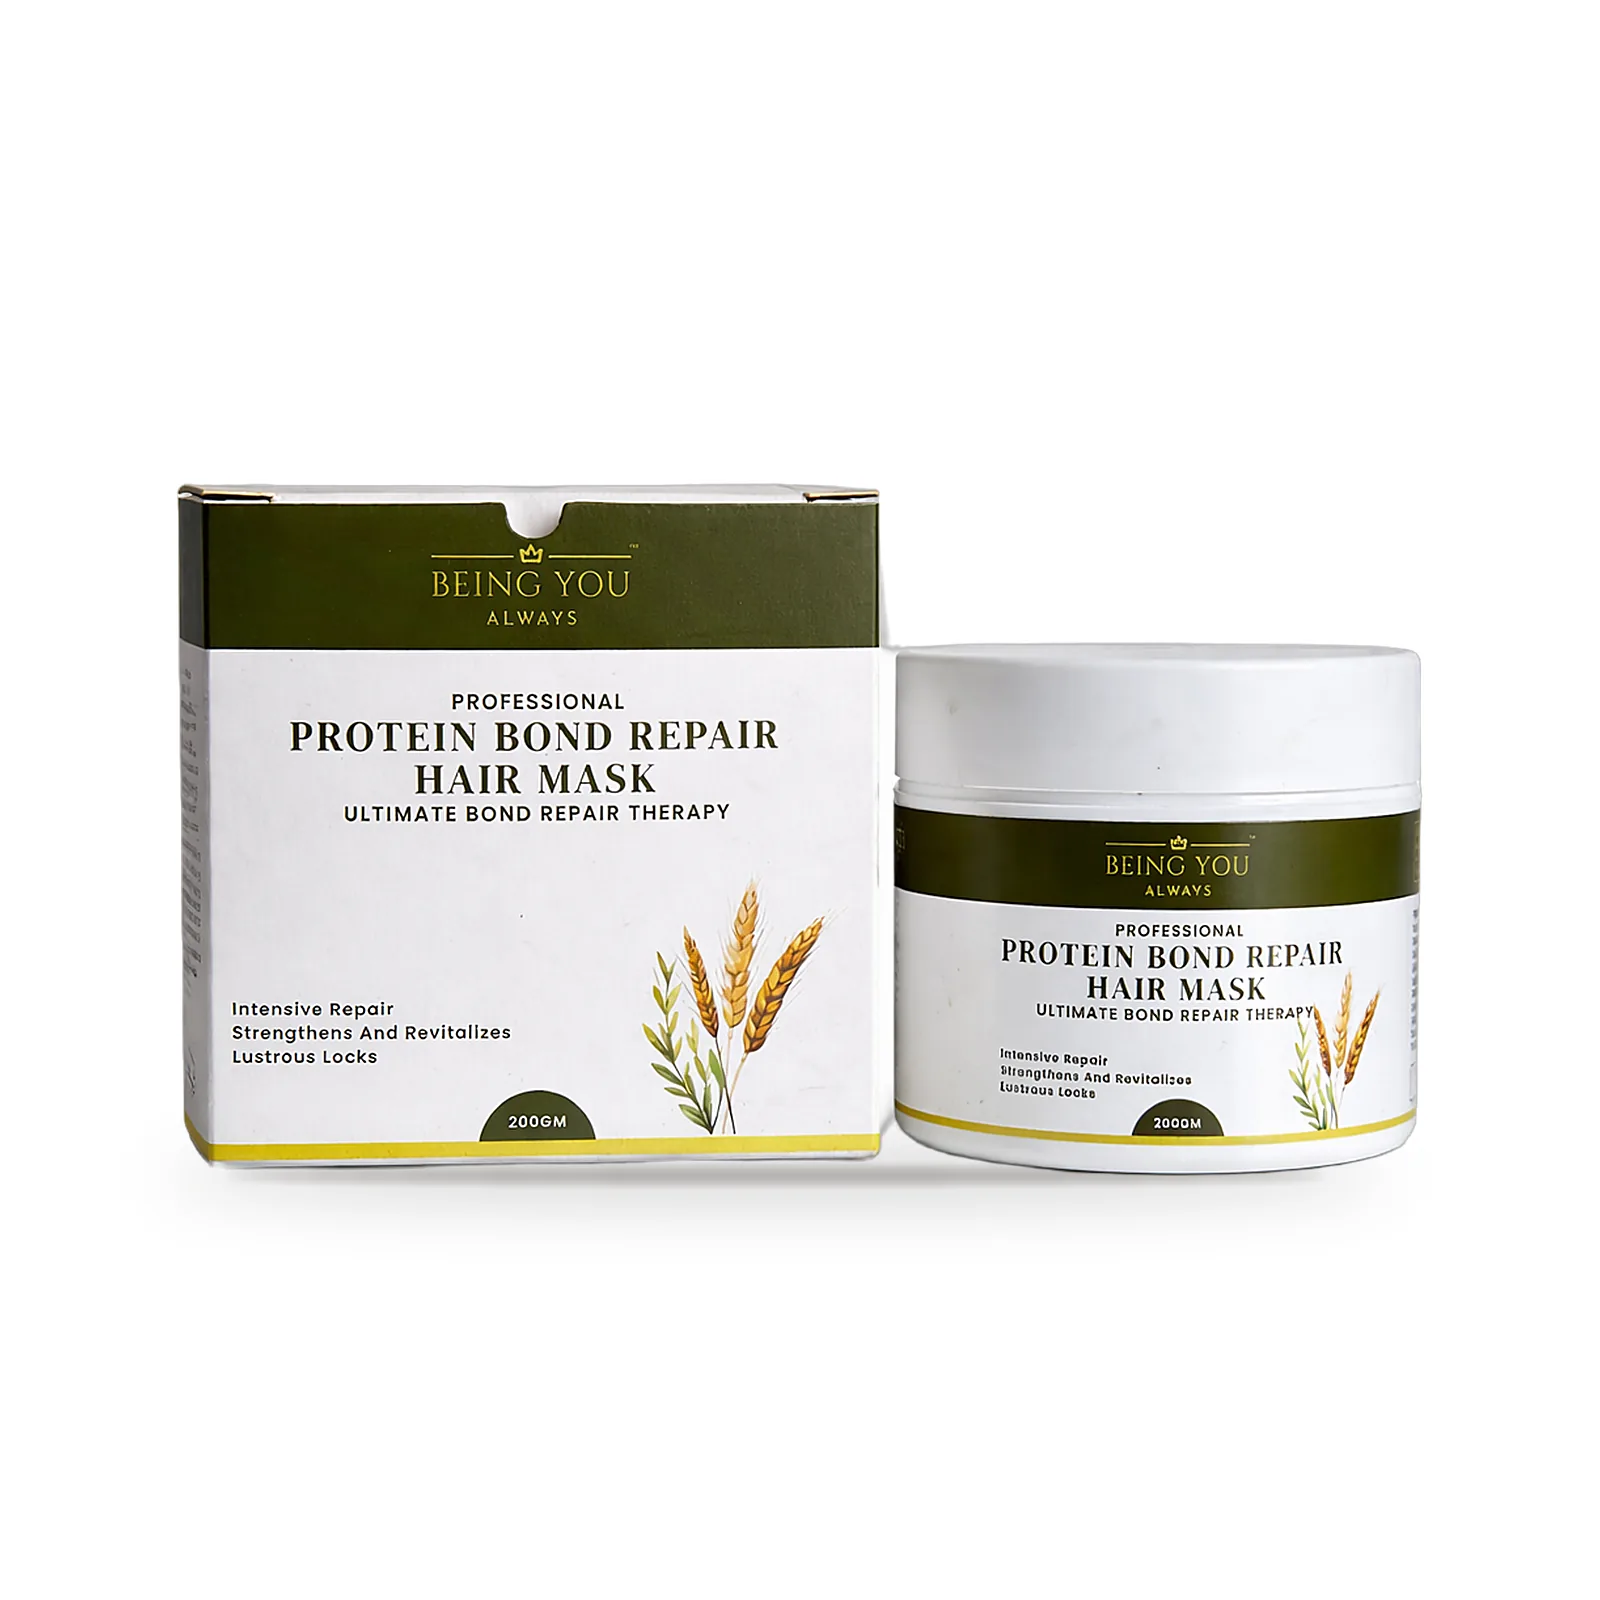 BEING YOU
ALWAYS
PROFESSIONAL
PROTEIN BOND REPAIR
HAIR MASK
ULTIMATE BOND REPAIR THERAPY
Intensive Repair
Strengthens And Revitalizes
Lustrous Locks
200GM
BEING YOU
ALWAYS
PROFESSIONAL
PROTEIN BOND REPAIR
HAIR MASK
ULTIMATE BOND REPAIR THERAPY
Intensive Repair
Strengthens And Revitalizes
Lustrous Locks
200GM